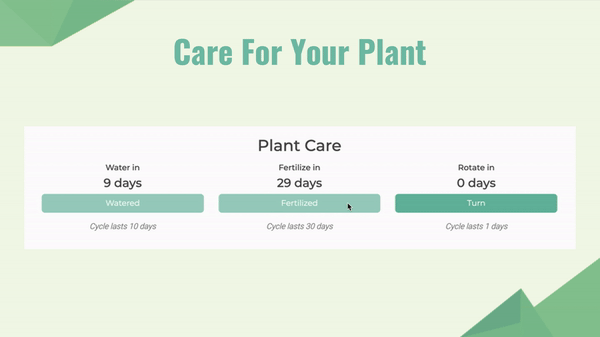 Care For Your Plant
Plant Care
Water in
9 days
Watered
Cycle lasts 10 days
Fertilize in
29 days
Fertilized
Cycle lasts 30 days
Rotate in
0 days
Turn
Cycle lasts 1 days